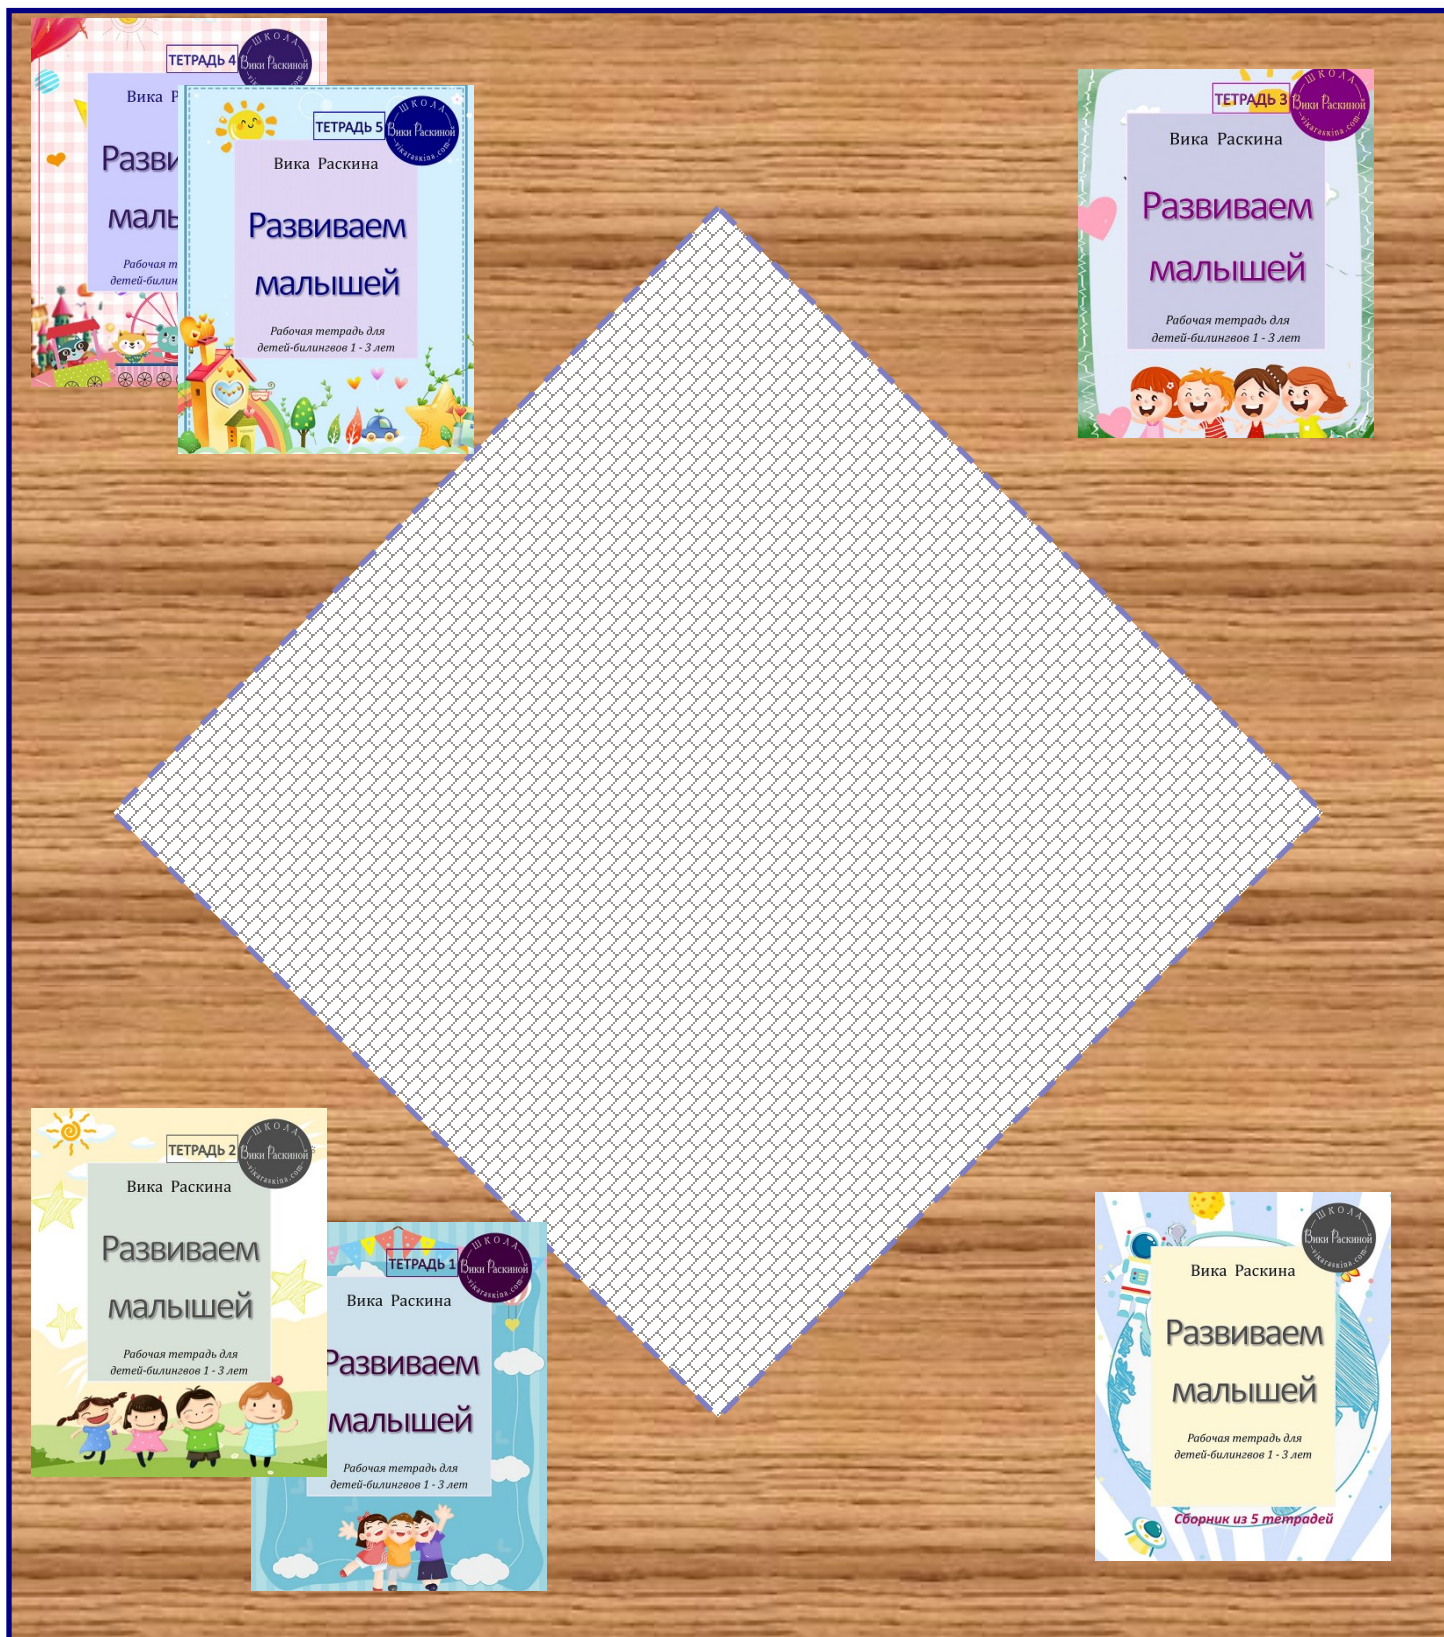 ТЕТРАДЬ 4
ШКОЛА
Вики Раскиной
Вика Р
Разви
малы
Рабочая т
детей-билин
ТЕТРАДЬ 5
ШКОЛА
Вики Раскиной
vikaraskina.com
Вика Раскина
Развиваем
малышей
Рабочая тетрадь для
детей-билингвов 1 - 3 лет
ТЕТРАДЬ 3
ШКОЛА
Вики Раскиной
vikaraskina.com
Вика Раскина
Развиваем
малышей
Рабочая тетрадь для
детей-билингвов 1 - 3 лет
ТЕТРАДЬ 2
ШКОЛА
Вики Раскиной
vikaraskina.com
Вика Раскина
Развиваем
малышей
Рабочая тетрадь для
детей-билингвов 1 - 3 лет
ТЕТРАДЬ 1
ШКОЛА
Вики Раскиной
vikaraskina.com
Вика Раскина
Развиваем
малышей
Рабочая тетрадь для
детей-билингвов 1 - 3 лет
ШКОЛА
Вики Раскиной
vikaraskina.com
Вика Раскина
Развиваем
малышей
Рабочая тетрадь для
детей-билингвов 1 - 3 лет
Сборник из 5 тетрадей